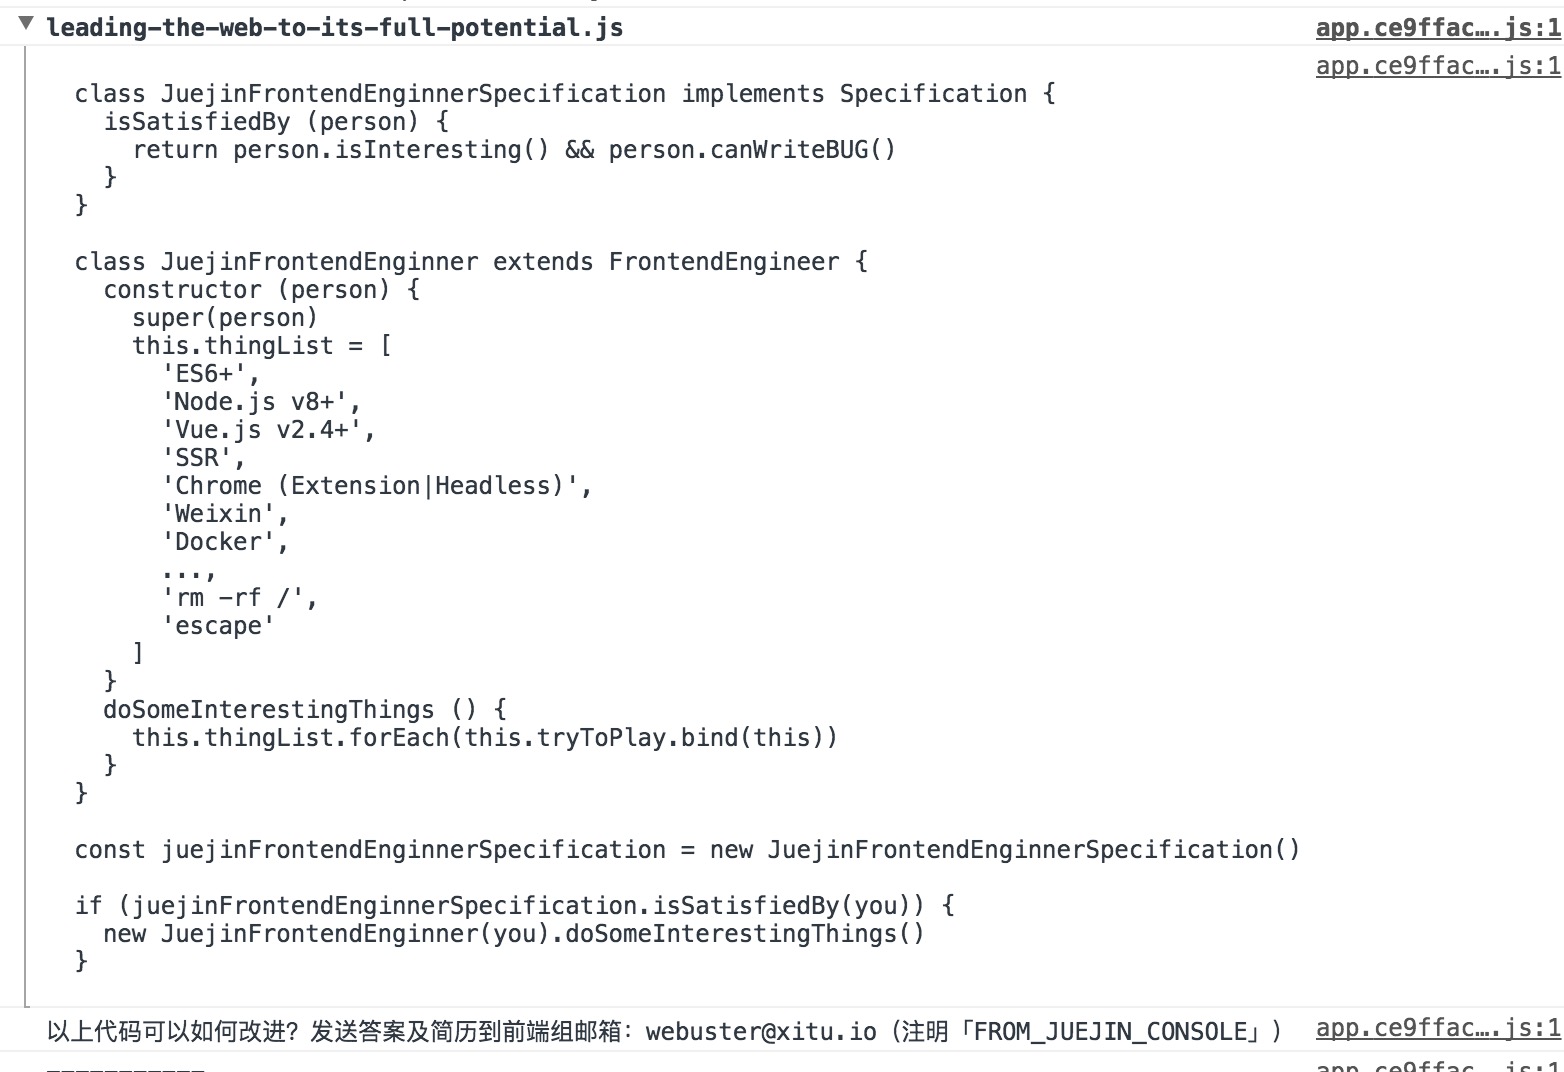 leading-the-web-to-its-full-potential.js app.ce9ffac….js:1
app.ce9ffac….js:1
class JuejinFrontendEnginnerSpecification implements Specification {
  isSatisfiedBy (person) {
    return person.isInteresting() && person.canWriteBUG()
  }
}
class JuejinFrontendEnginner extends FrontendEngineer {
  constructor (person) {
    super(person)
    this.thingList = [
      'ES6+',
      'Node.js v8+',
      'Vue.js v2.4+',
      'SSR',
      'Chrome (Extension|Headless)',
      'Weixin',
      'Docker',
      ...,
      'rm -rf /',
      'escape'
    ]
  }
  doSomeInterestingThings () {
    this.thingList.forEach(this.tryToPlay.bind(this))
  }
}
const juejinFrontendEnginnerSpecification = new JuejinFrontendEnginnerSpecification()
if (juejinFrontendEnginnerSpecification.isSatisfiedBy(you)) {
  new JuejinFrontendEnginner(you).doSomeInterestingThings()
}
以上代码可以如何改进？发送答案及简历到前端组邮箱：webuster@xitu.io（注明「FROM_JUEJIN_CONSOLE」） app.ce9ffac….js:1
app.ce9ffac….js:1